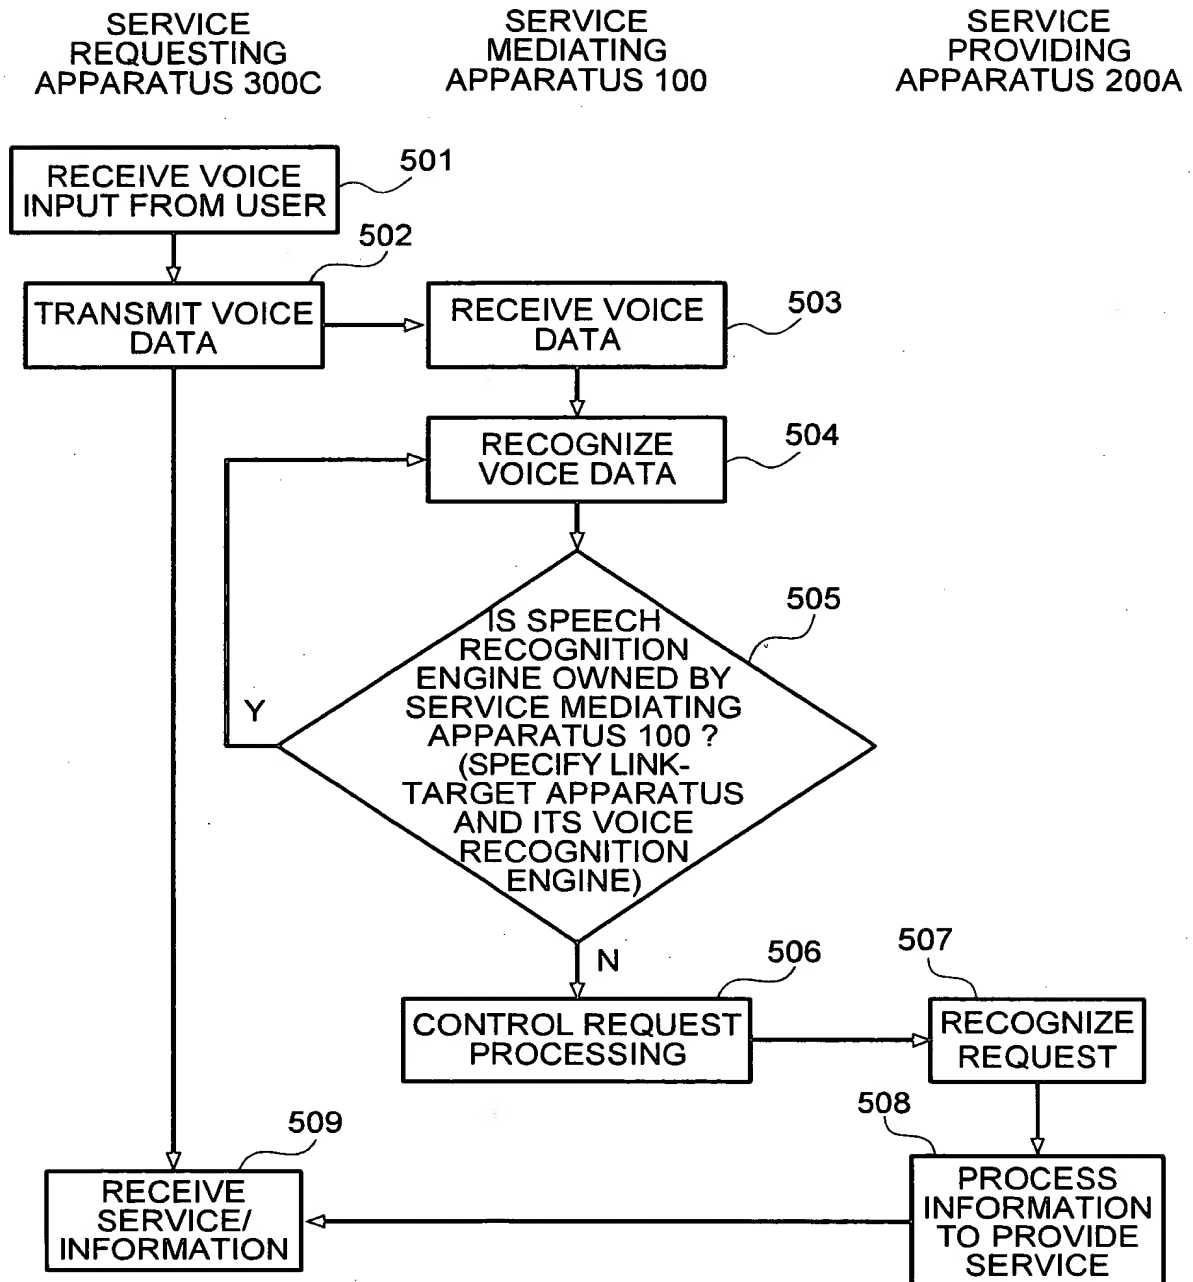 SERVICE
REQUESTING
APPARATUS 300C
SERVICE
MEDIATING
APPARATUS 100
SERVICE
PROVIDING
APPARATUS 200A
RECEIVE VOICE
INPUT FROM USER
501
502
TRANSMIT VOICE
DATA
RECEIVE VOICE
DATA
503
RECOGNIZE
VOICE DATA
504
505
IS SPEECH
RECOGNITION
ENGINE OWNED BY
SERVICE MEDIATING
APPARATUS 100 ?
(SPECIFY LINK-
TARGET APPARATUS
AND ITS VOICE
RECOGNITION
ENGINE)
Y
N
506
CONTROL REQUEST
PROCESSING
507
RECOGNIZE
REQUEST
508
PROCESS
INFORMATION
TO PROVIDE
SERVICE
509
RECEIVE
SERVICE/
INFORMATION